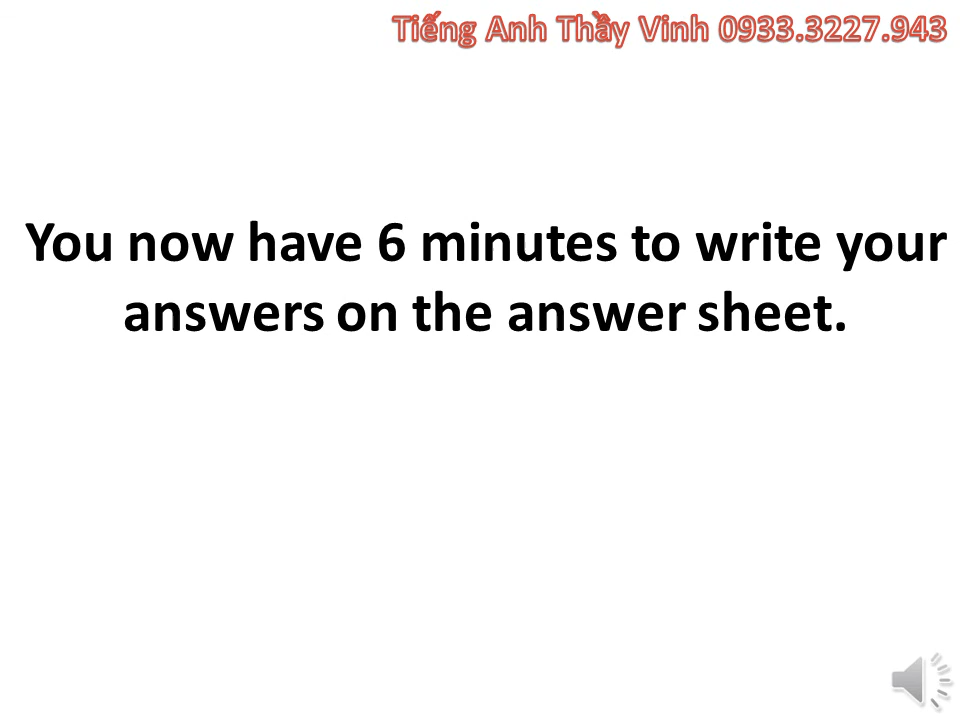 Tiếng Anh Thầy Vinh 0933.3227.943
You now have 6 minutes to write your
answers on the answer sheet.